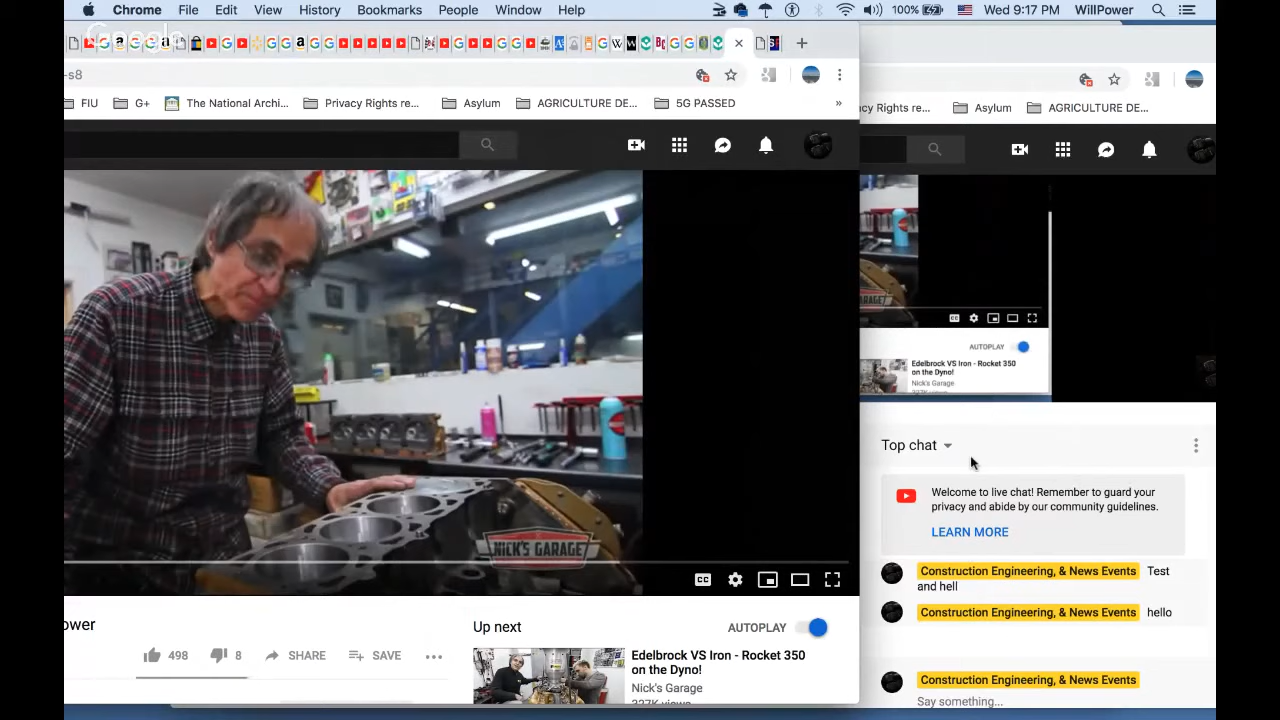 Chrome File Edit View History Bookmarks People Window Help 100% Wed 9:17 PM WillPower
Google
-s8
FIU G+ The National Archi... Privacy Rights re... Asylum AGRICULTURE DE... 5G PASSED »
acy Rights re... Asylum AGRICULTURE DE...
NICK'S GARAGE
AUTOPLAY
Edelbrock VS Iron - Rocket 350
on the Dyno!
Nick's Garage
Top chat
Welcome to live chat! Remember to guard your
privacy and abide by our community guidelines.
LEARN MORE
Construction Engineering, & News Events Test
and hell
Construction Engineering, & News Events hello
Construction Engineering, & News Events
Say something...
ower
498 8 SHARE SAVE
Up next AUTOPLAY
Edelbrock VS Iron - Rocket 350
on the Dyno!
Nick's Garage
327K views